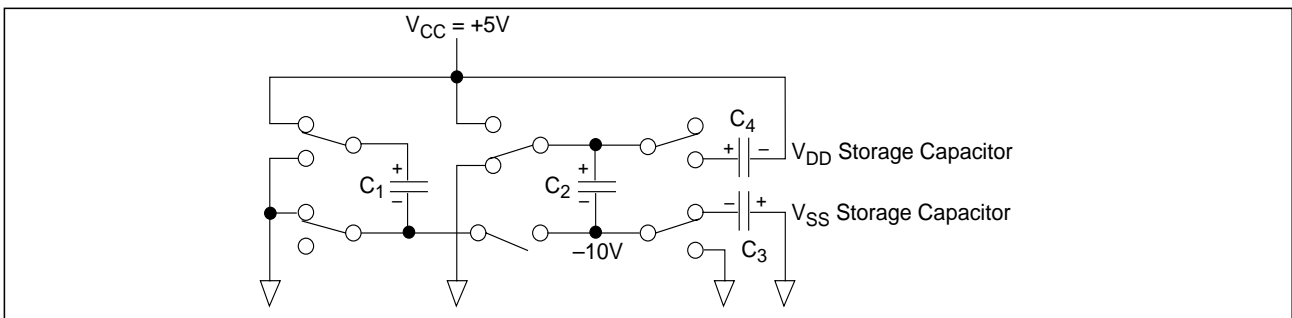 V_CC = +5V
C_4
+ −
V_DD Storage Capacitor
+
C_1
−
+
C_2
−
− +
V_SS Storage Capacitor
C_3
–10V